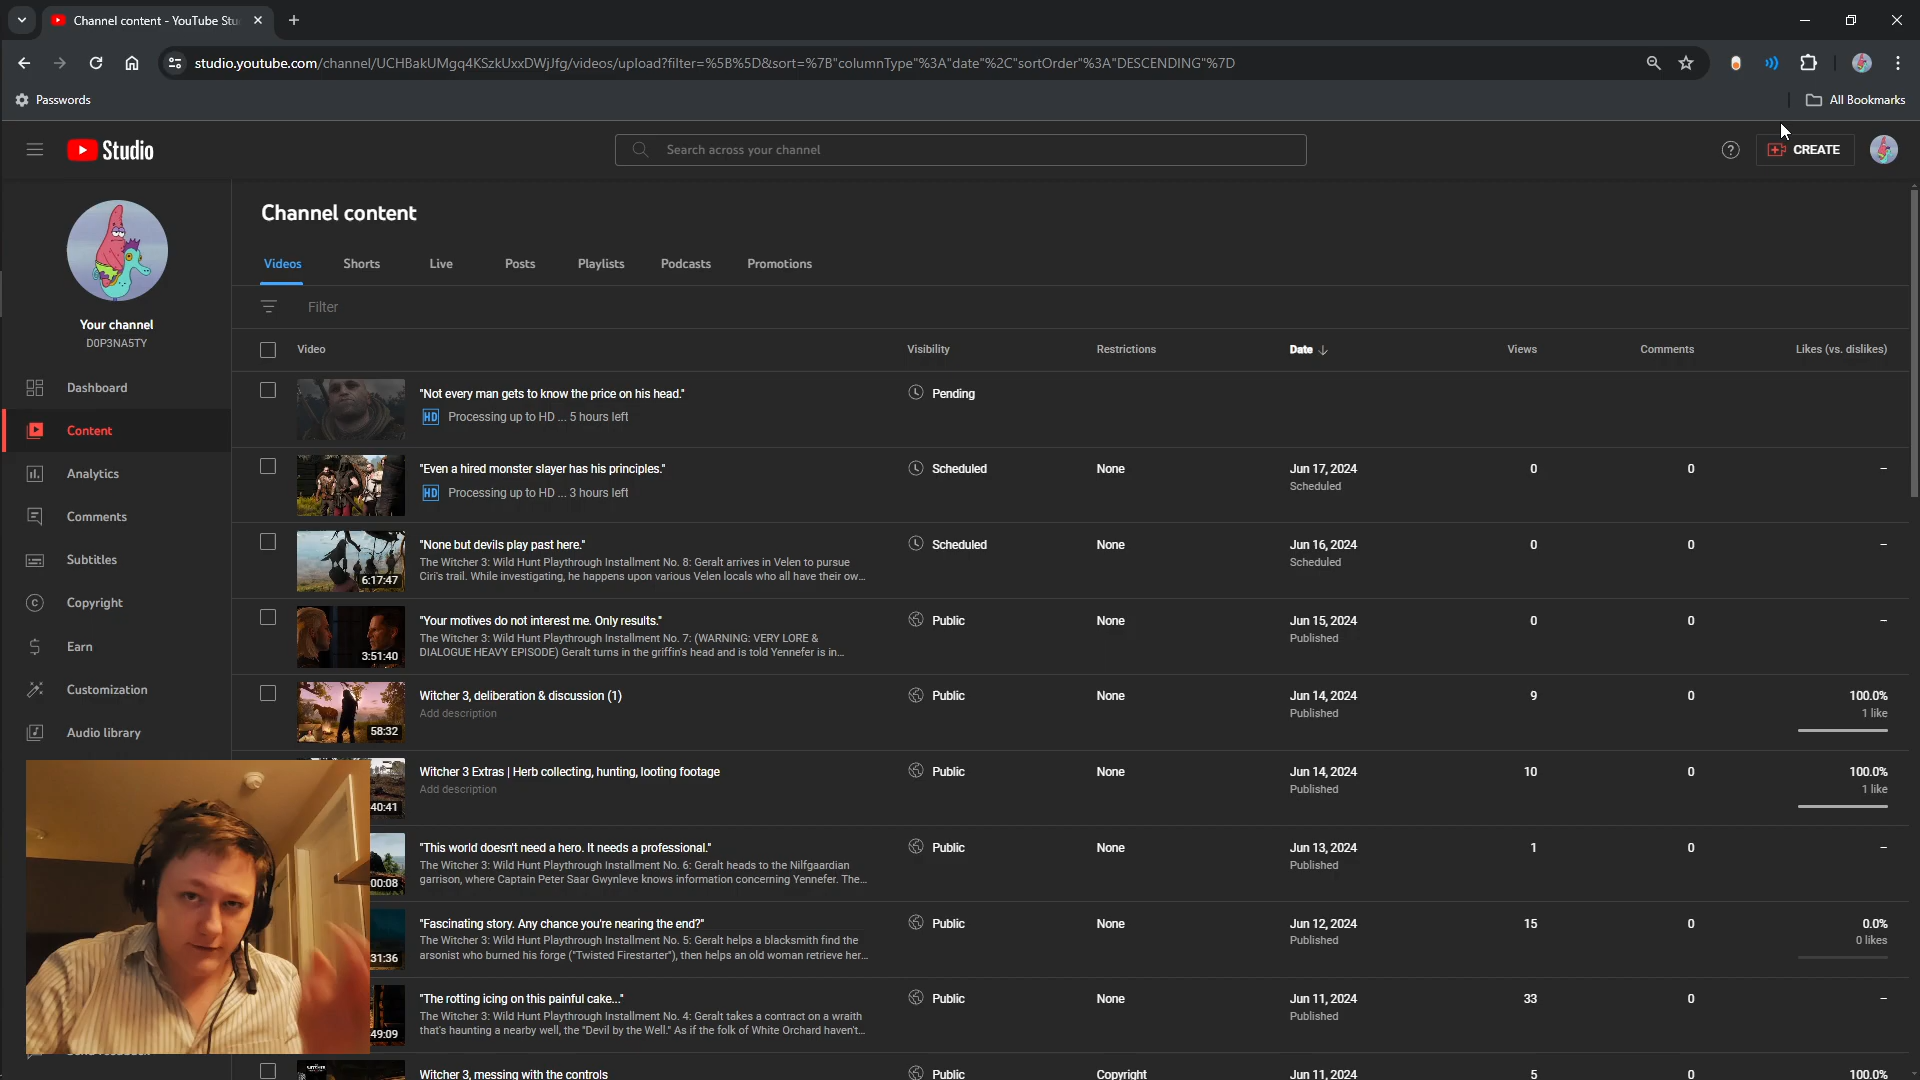 Channel content - YouTube Stu
studio.youtube.com/channel/UCHBakUMgq4KSzkUxxDWjJfg/videos/upload?filter=%5B%5D&sort=%7B"columnType"%3A"date"%2C"sortOrder"%3A"DESCENDING"%7D
Passwords
All Bookmarks
Studio
Search across your channel
CREATE
Your channel
D0P3NA5TY
Dashboard
Content
Analytics
Comments
Subtitles
Copyright
Earn
Customization
Audio library
Channel content
Videos Shorts Live Posts Playlists Podcasts Promotions
Filter
Video Visibility Restrictions Date Views Comments Likes (vs. dislikes)
"Not every man gets to know the price on his head." Pending
HD Processing up to HD ... 5 hours left
"Even a hired monster slayer has his principles." Scheduled None Jun 17, 2024 0 0 –
HD Processing up to HD ... 3 hours left Scheduled
"None but devils play past here." Scheduled None Jun 16, 2024 0 0 –
The Witcher 3: Wild Hunt Playthrough Installment No. 8: Geralt arrives in Velen to pursue Scheduled
6:17:47 Ciri's trail. While investigating, he happens upon various Velen locals who all have their ow...
"Your motives do not interest me. Only results." Public None Jun 15, 2024 0 0 –
The Witcher 3: Wild Hunt Playthrough Installment No. 7: (WARNING: VERY LORE & Published
3:51:40 DIALOGUE HEAVY EPISODE) Geralt turns in the griffin's head and is told Yennefer is in...
Witcher 3, deliberation & discussion (1) Public None Jun 14, 2024 9 0 100.0%
Add description Published 1 like
58:32
Witcher 3 Extras | Herb collecting, hunting, looting footage Public None Jun 14, 2024 10 0 100.0%
Add description Published 1 like
40:41
"This world doesn't need a hero. It needs a professional." Public None Jun 13, 2024 1 0 –
The Witcher 3: Wild Hunt Playthrough Installment No. 6: Geralt heads to the Nilfgaardian Published
00:08 garrison, where Captain Peter Saar Gwynleve knows information concerning Yennefer. The...
"Fascinating story. Any chance you're nearing the end?" Public None Jun 12, 2024 15 0 0.0%
The Witcher 3: Wild Hunt Playthrough Installment No. 5: Geralt helps a blacksmith find the Published 0 likes
31:36 arsonist who burned his forge ("Twisted Firestarter"), then helps an old woman retrieve her...
"The rotting icing on this painful cake..." Public None Jun 11, 2024 33 0 –
The Witcher 3: Wild Hunt Playthrough Installment No. 4: Geralt takes a contract on a wraith Published
49:09 that's haunting a nearby well, the "Devil by the Well." As if the folk of White Orchard haven't...
Witcher 3, messing with the controls Public Copyright Jun 11, 2024 5 0 100.0%